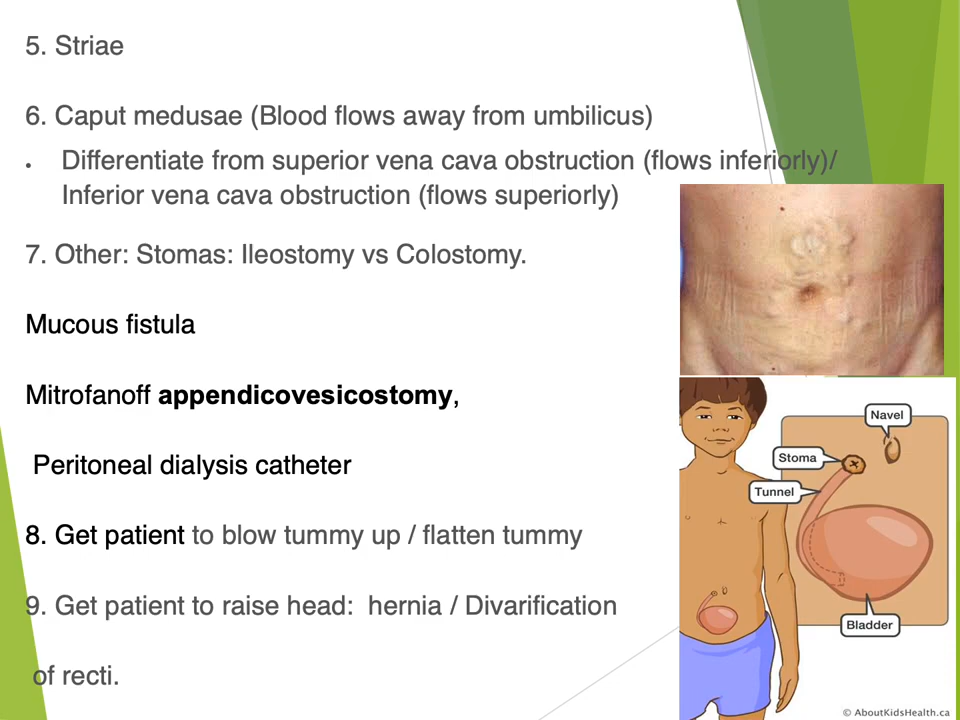 5. Striae
6. Caput medusae (Blood flows away from umbilicus)
• Differentiate from superior vena cava obstruction (flows inferiorly)/
Inferior vena cava obstruction (flows superiorly)
7. Other: Stomas: Ileostomy vs Colostomy.
Mucous fistula
Mitrofanoff appendicovesicostomy,
Peritoneal dialysis catheter
8. Get patient to blow tummy up / flatten tummy
9. Get patient to raise head: hernia / Divarification
of recti.
Navel
Stoma
Tunnel
Bladder
© AboutKidsHealth.ca